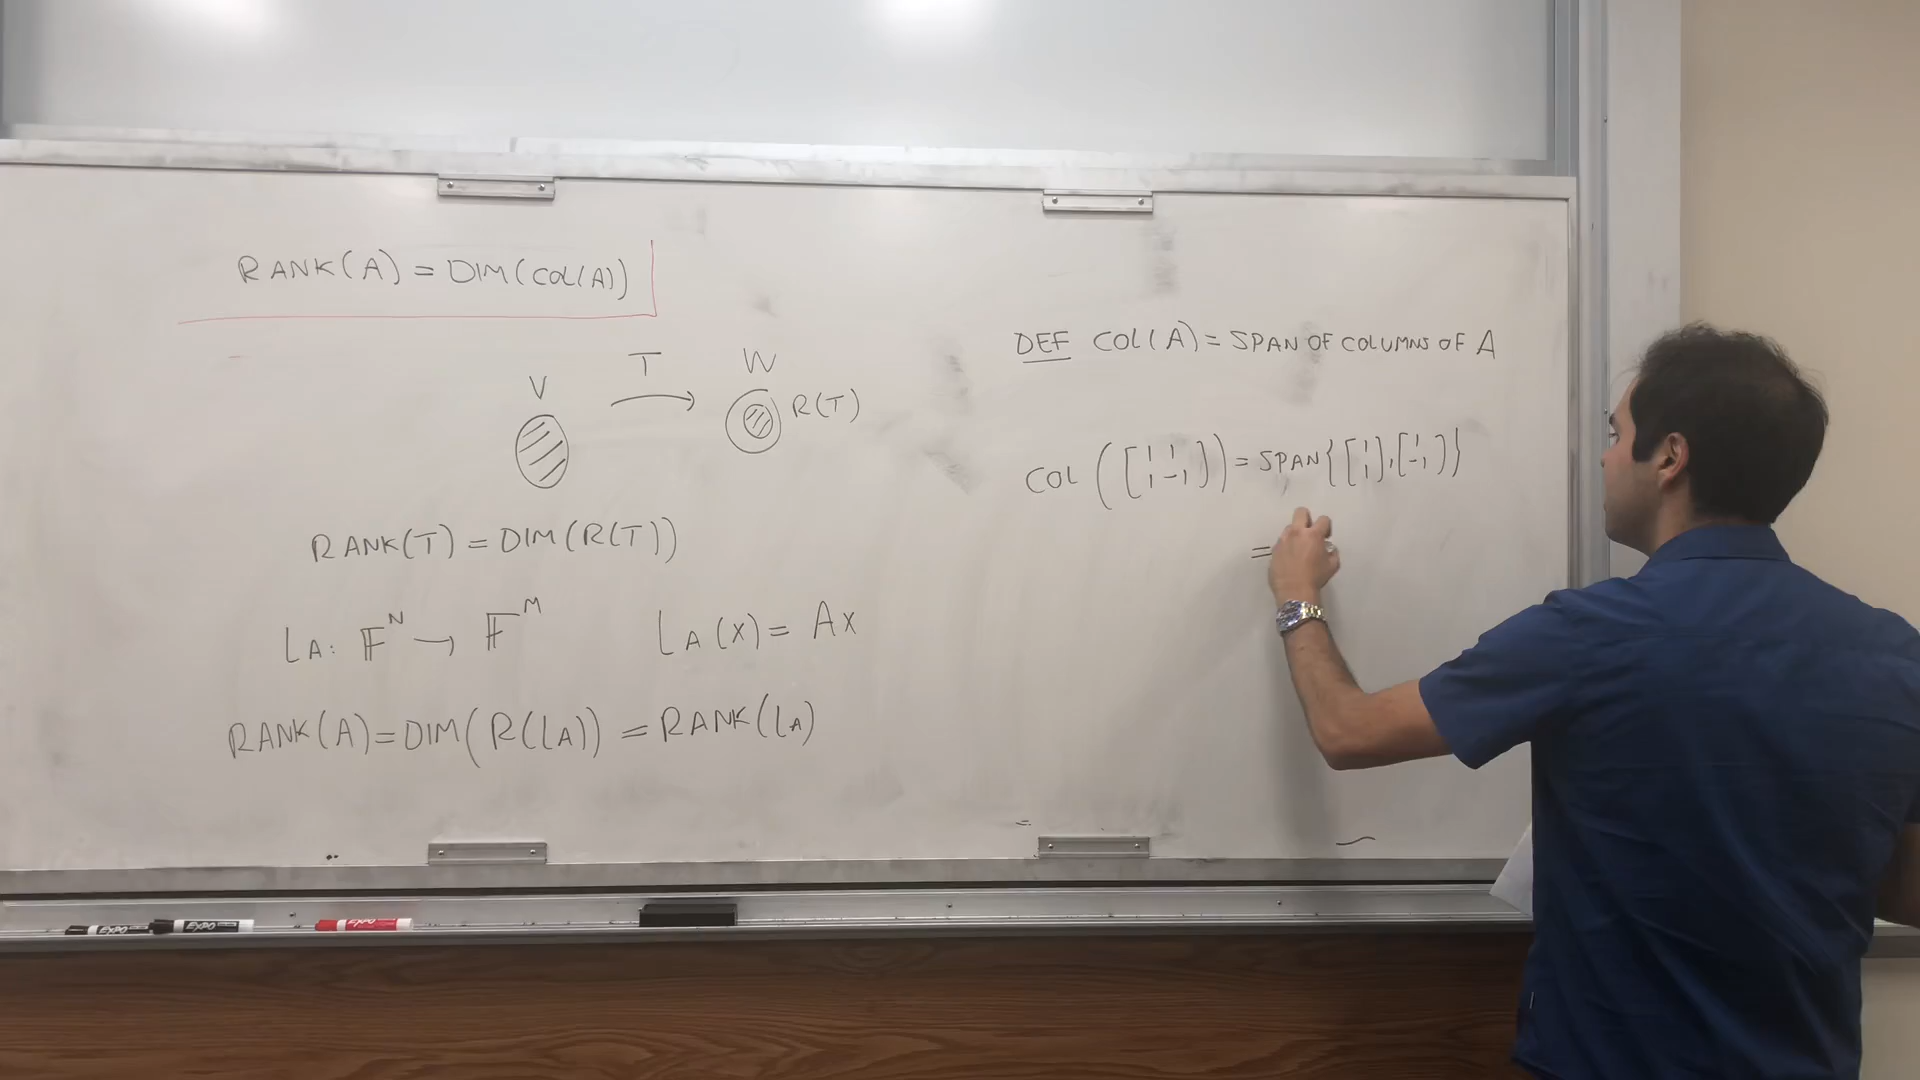 RANK(A) = DIM(COL(A))
V T W R(T)
RANK(T) = DIM(R(T))
LA: 𝔽^N → 𝔽^M LA(X) = AX
RANK(A) = DIM(R(LA)) = RANK(LA)
DEF COL(A) = SPAN OF COLUMNS OF A
COL([1 1; 1 -1]) = SPAN{[1; 1], [1; -1]}
=
EXPO
EXPO
EXPO